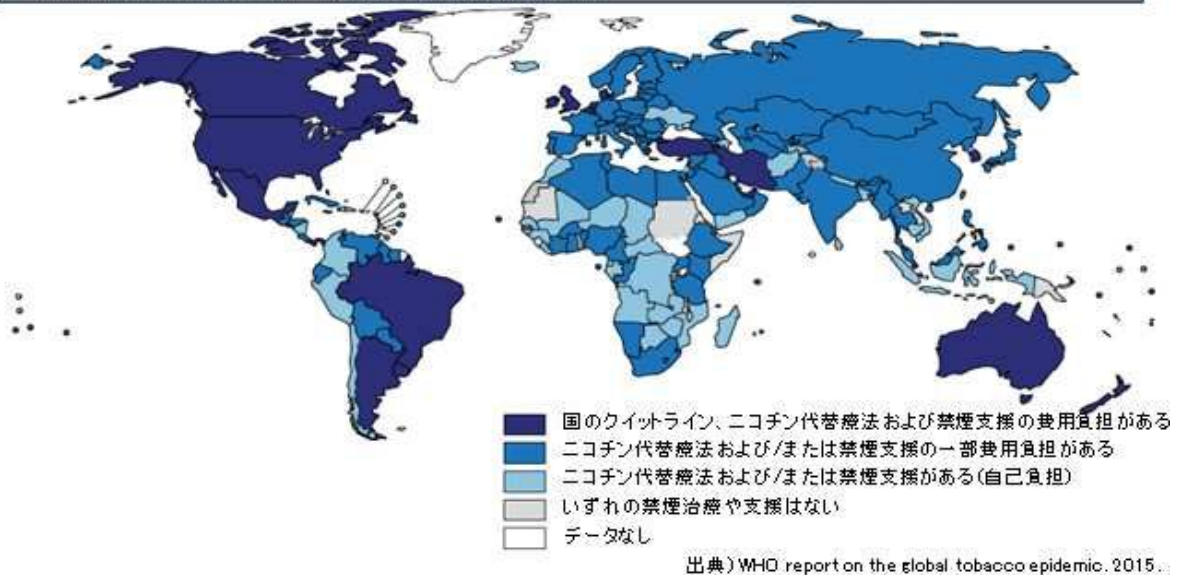 国のクイットライン、ニコチン代替療法および禁煙支援の費用負担がある
ニコチン代替療法および/または禁煙支援の一部費用負担がある
ニコチン代替療法および/または禁煙支援がある(自己負担)
いずれの禁煙治療や支援はない
データなし
出典)WHO report on the global tobacco epidemic. 2015.